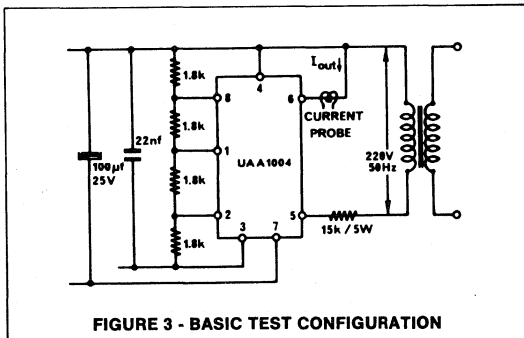 Iout
1.8k
4
8
6
CURRENT
PROBE
1.8k
22nf
1
UAA1004
220V
50Hz
100µf
25V
1.8k
2
5
15k / 5W
1.8k
3
7
FIGURE 3 - BASIC TEST CONFIGURATION